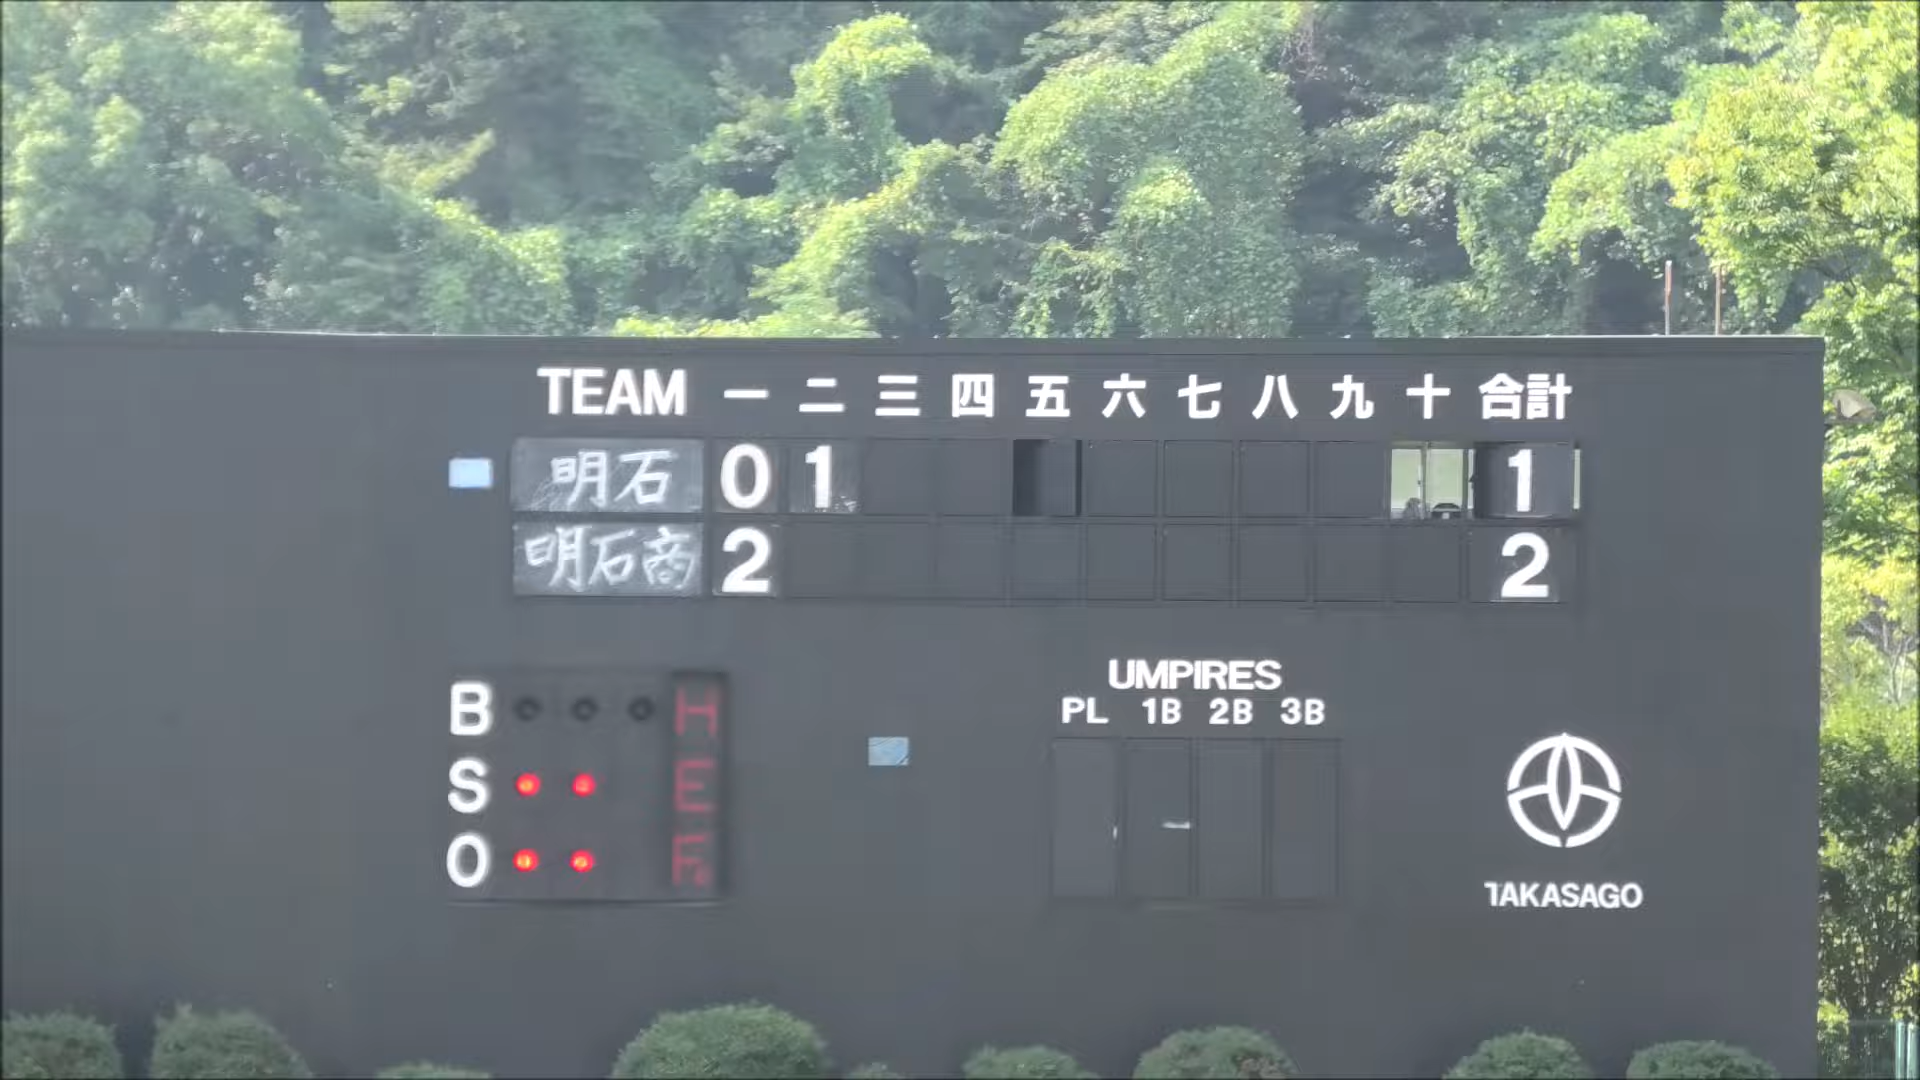 TEAM 一 二 三 四 五 六 七 八 九 十 合計
明石 0 1 1
明石商 2 2
B H
S E
O
UMPIRES
PL 1B 2B 3B
TAKASAGO